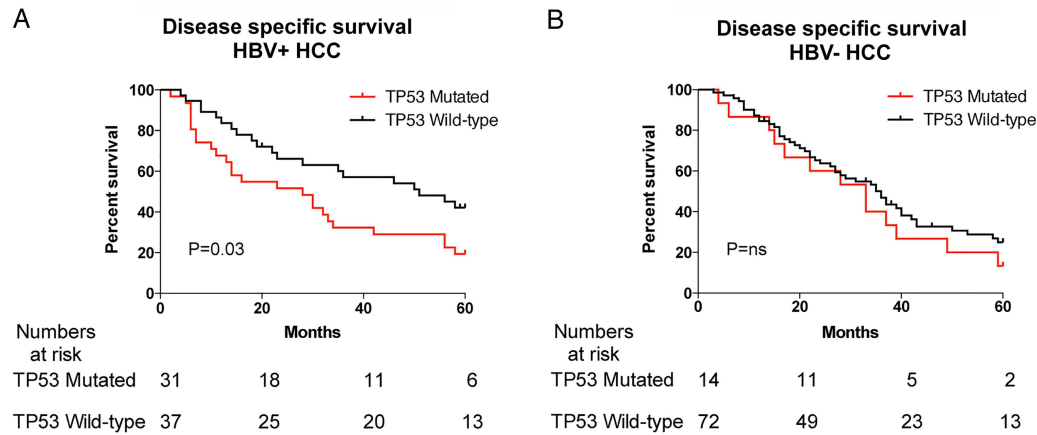 A
Disease specific survival
HBV+ HCC
TP53 Mutated
TP53 Wild-type
Percent survival
100
80
60
40
20
0
P=0.03
0 20 40 60
Months
Numbers
at risk
TP53 Mutated 31 18 11 6
TP53 Wild-type 37 25 20 13
B
Disease specific survival
HBV- HCC
TP53 Mutated
TP53 Wild-type
Percent survival
100
80
60
40
20
0
P=ns
0 20 40 60
Months
Numbers
at risk
TP53 Mutated 14 11 5 2
TP53 Wild-type 72 49 23 13